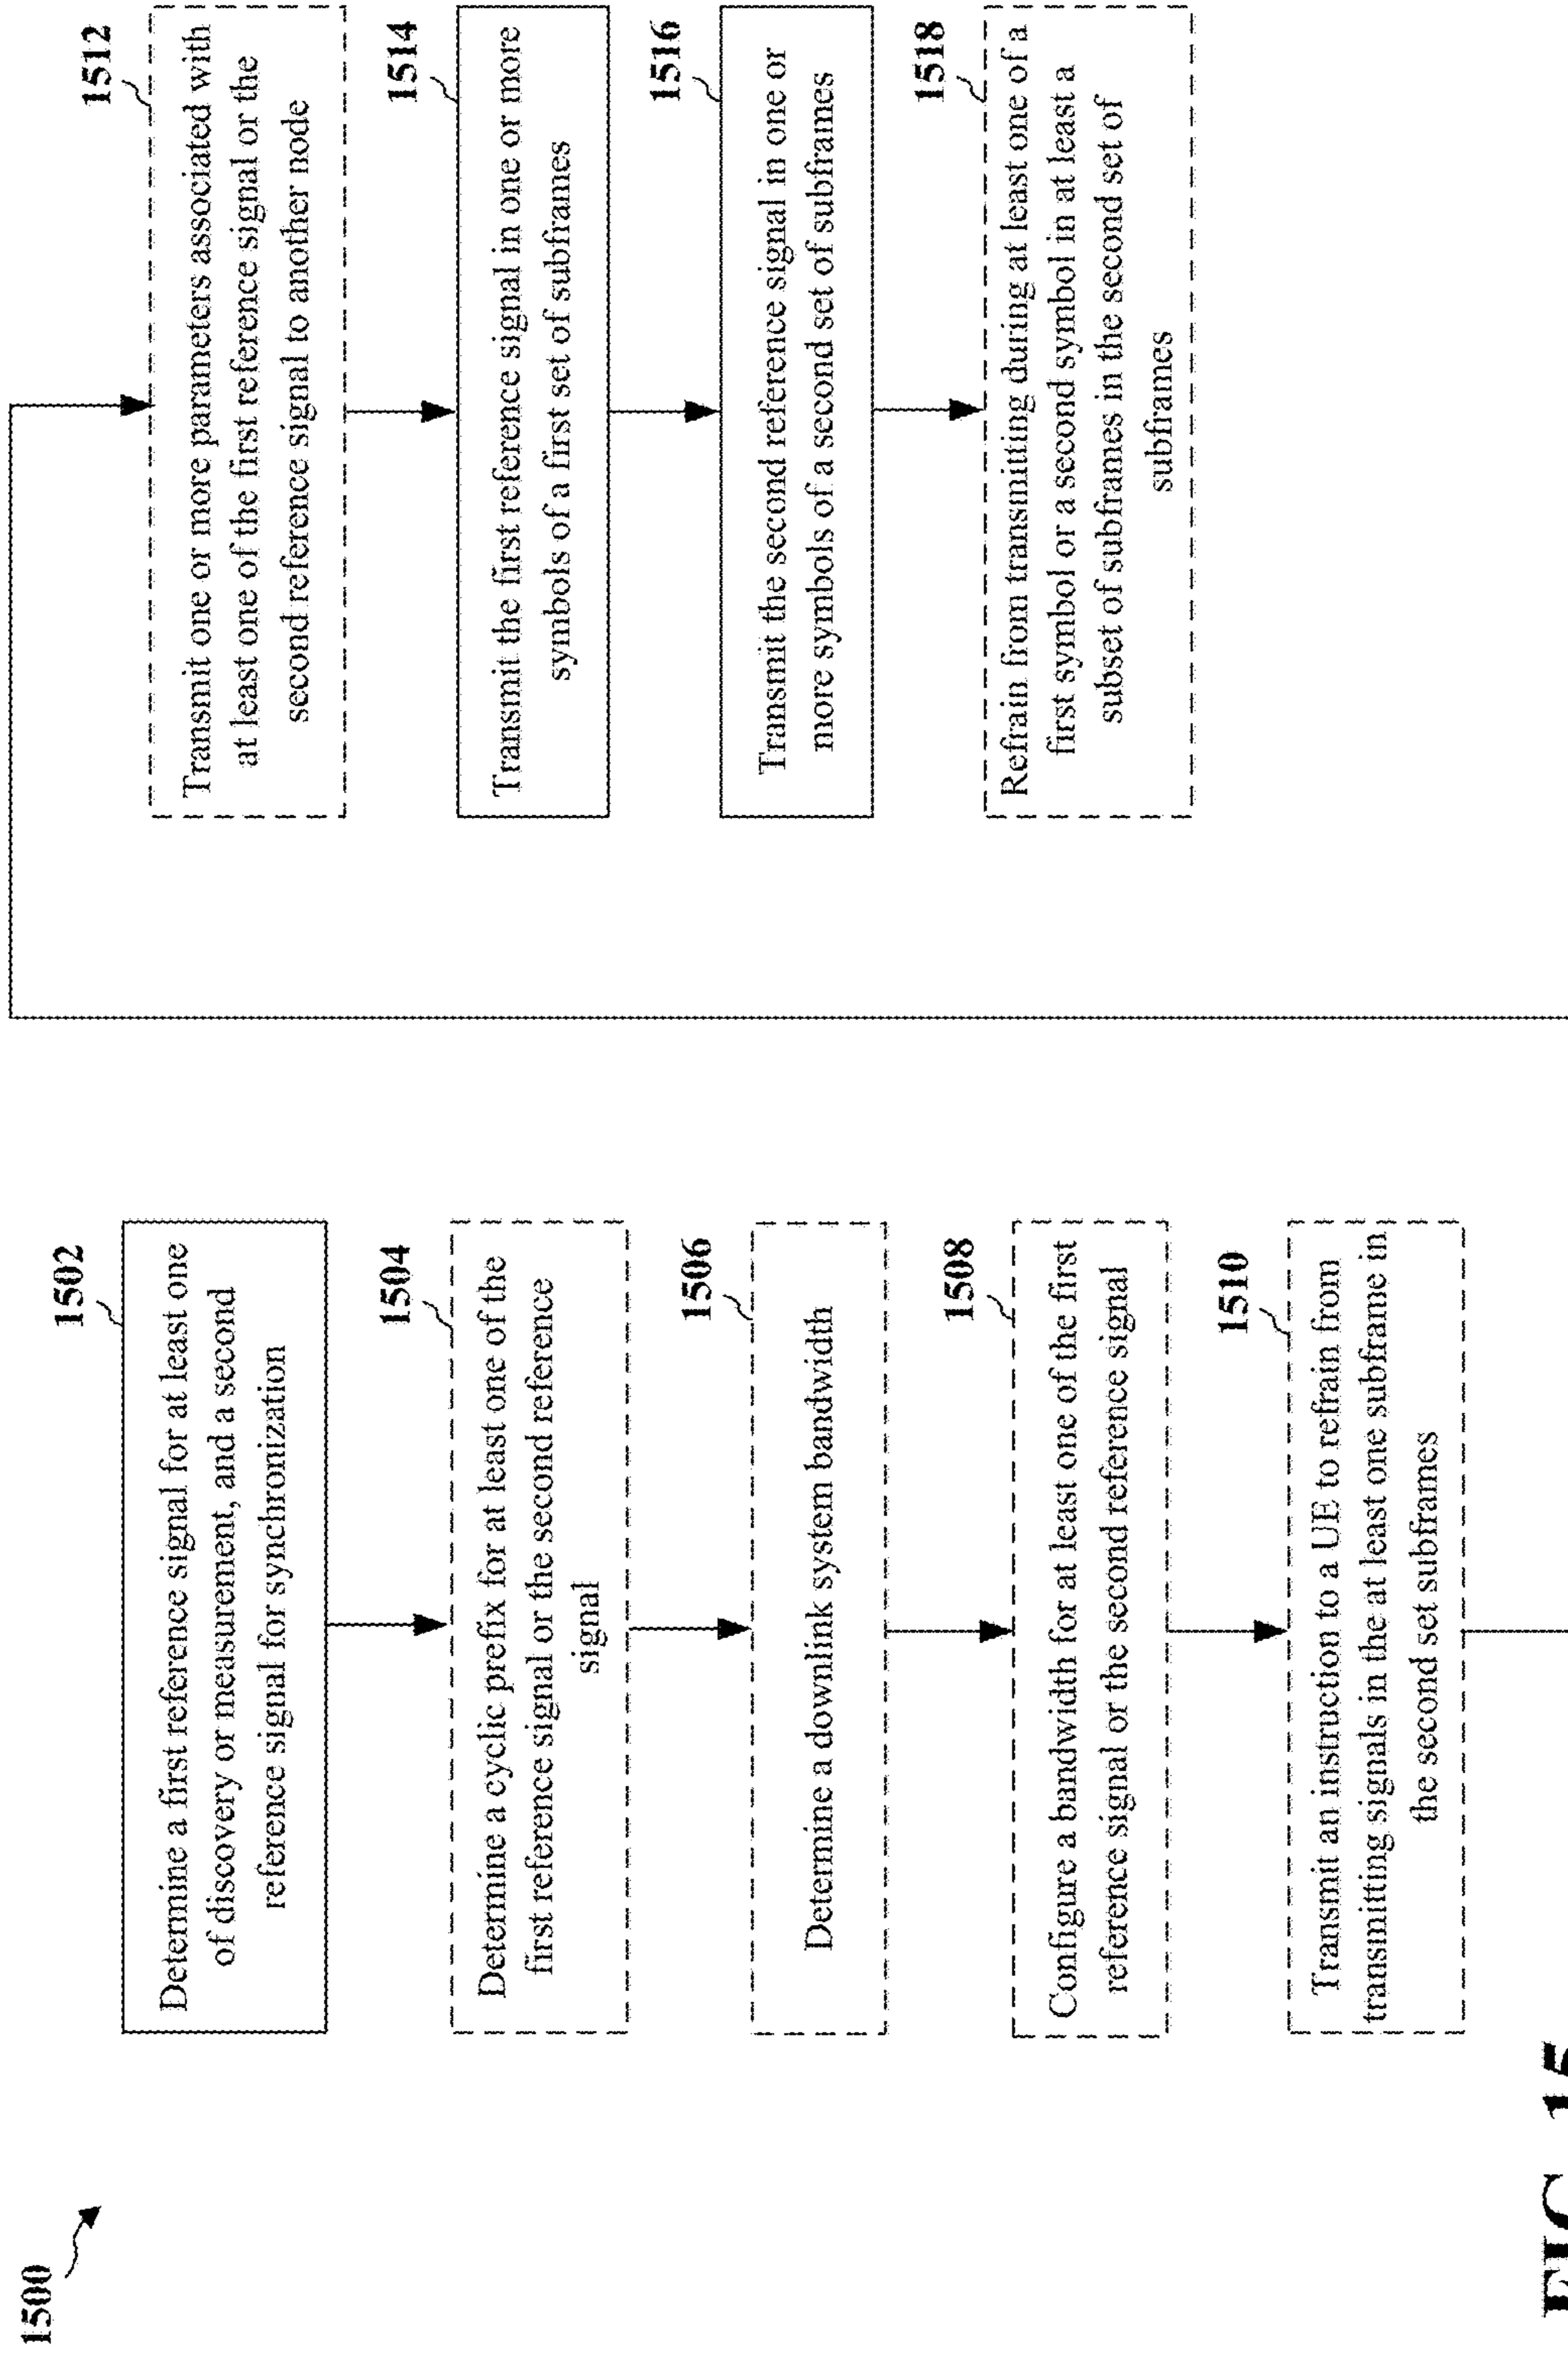 1500
1502
Determine a first reference signal for at least one
of discovery or measurement, and a second
reference signal for synchronization
1504
Determine a cyclic prefix for at least one of the
first reference signal or the second reference
signal
1506
Determine a downlink system bandwidth
1508
Configure a bandwidth for at least one of the first
reference signal or the second reference signal
1510
Transmit an instruction to a UE to refrain from
transmitting signals in the at least one subframe in
the second set subframes
1512
Transmit one or more parameters associated with
at least one of the first reference signal or the
second reference signal to another node
1514
Transmit the first reference signal in one or more
symbols of a first set of subframes
1516
Transmit the second reference signal in one or
more symbols of a second set of subframes
1518
Refrain from transmitting during at least one of a
first symbol or a second symbol in at least a
subset of subframes in the second set of
subframes
FIG. 15